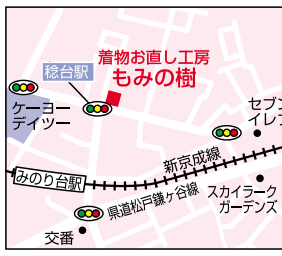 着物お直し工房
もみの樹
稔台駅
ケーヨー
デイツー
セブン
イレブ
新京成線
みのり台駅
県道松戸鎌ヶ谷線
スカイラーク
ガーデンズ
交番